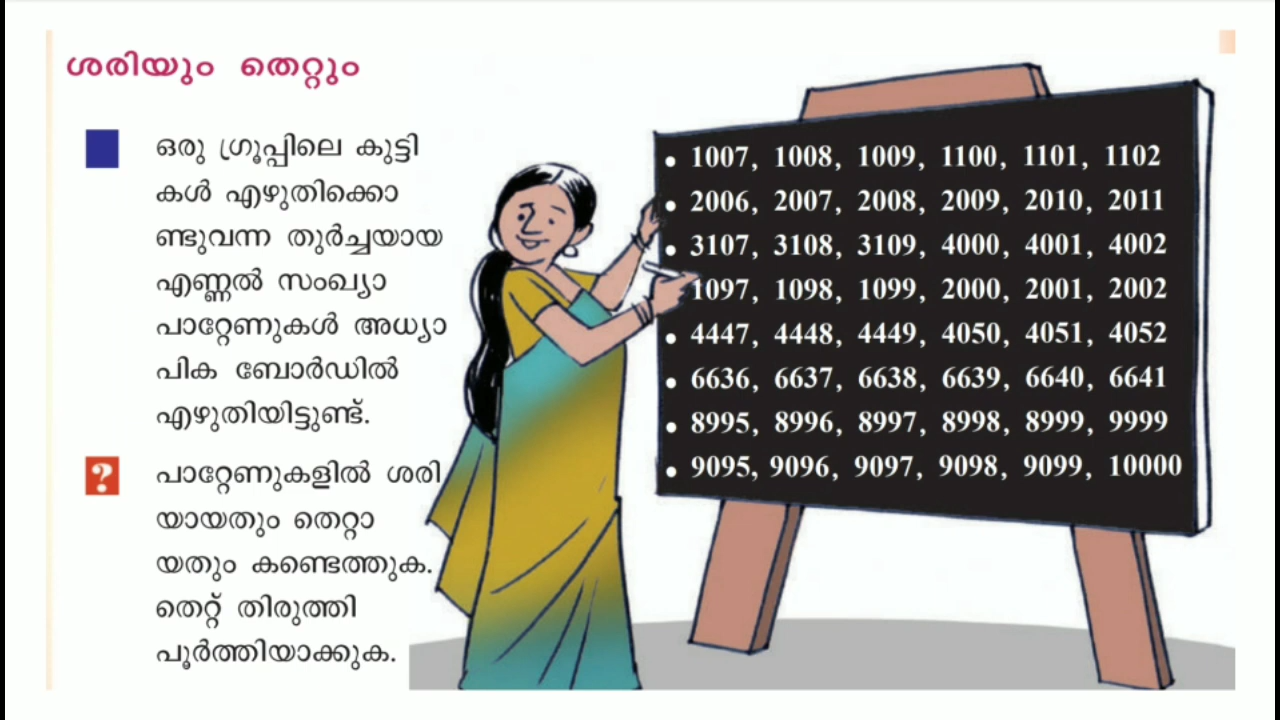 ശരിയും തെറ്റും
ഒരു ഗ്രൂപ്പിലെ കുട്ടി
കൾ എഴുതിക്കൊ
ണ്ടുവന്ന തുർച്ചയായ
എണ്ണൽ സംഖ്യാ
പാറ്റേണുകൾ അധ്യാ
പിക ബോർഡിൽ
എഴുതിയിട്ടുണ്ട്.
?
പാറ്റേണുകളിൽ ശരി
യായതും തെറ്റാ
യതും കണ്ടെത്തുക.
തെറ്റ് തിരുത്തി
പൂർത്തിയാക്കുക.
• 1007, 1008, 1009, 1100, 1101, 1102
• 2006, 2007, 2008, 2009, 2010, 2011
• 3107, 3108, 3109, 4000, 4001, 4002
1097, 1098, 1099, 2000, 2001, 2002
• 4447, 4448, 4449, 4050, 4051, 4052
• 6636, 6637, 6638, 6639, 6640, 6641
• 8995, 8996, 8997, 8998, 8999, 9999
• 9095, 9096, 9097, 9098, 9099, 10000